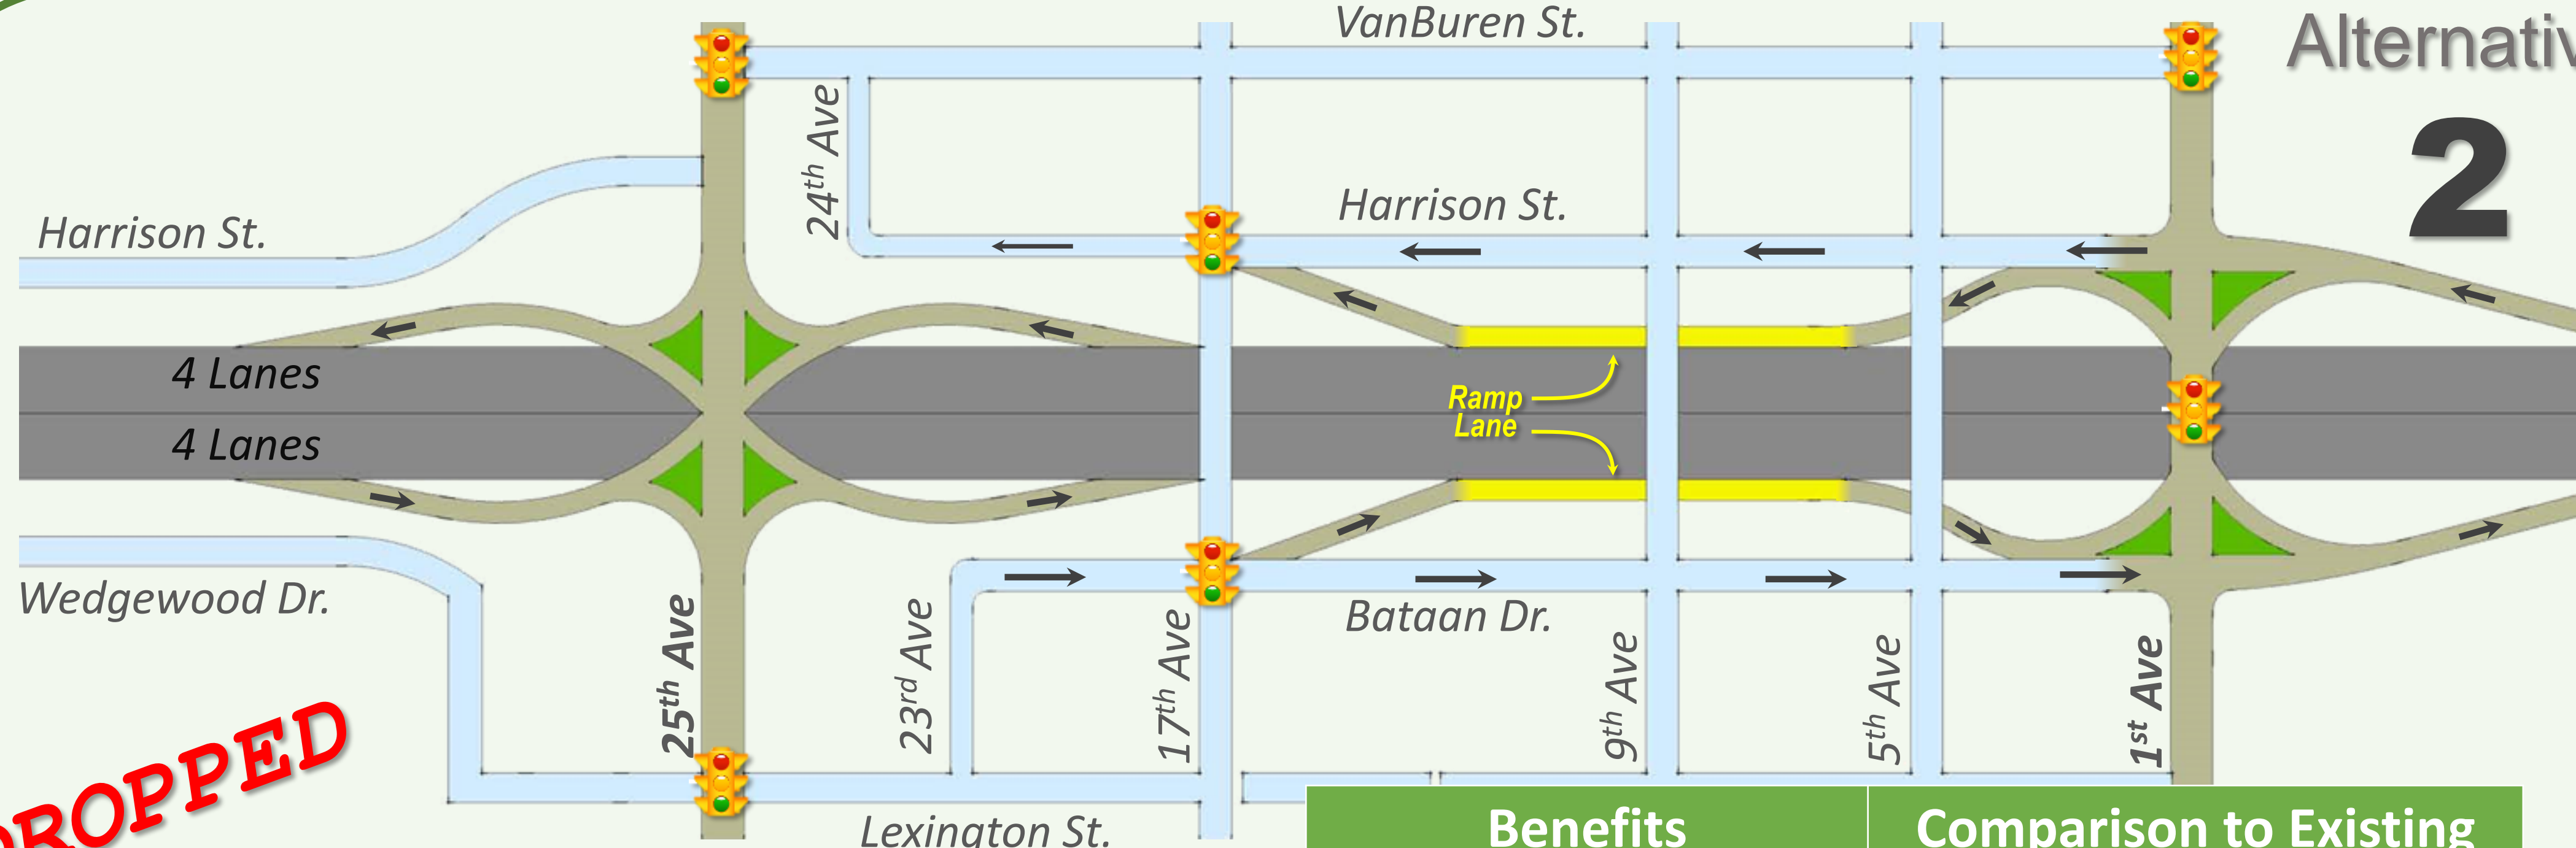 VanBuren St.
Alternativ
2
24th Ave
Harrison St.
Harrison St.
4 Lanes
4 Lanes
Ramp
Lane
Wedgewood Dr.
25th Ave
23rd Ave
17th Ave
Bataan Dr.
9th Ave
5th Ave
1st Ave
DROPPED
Lexington St.
Benefits
Comparison to Existing